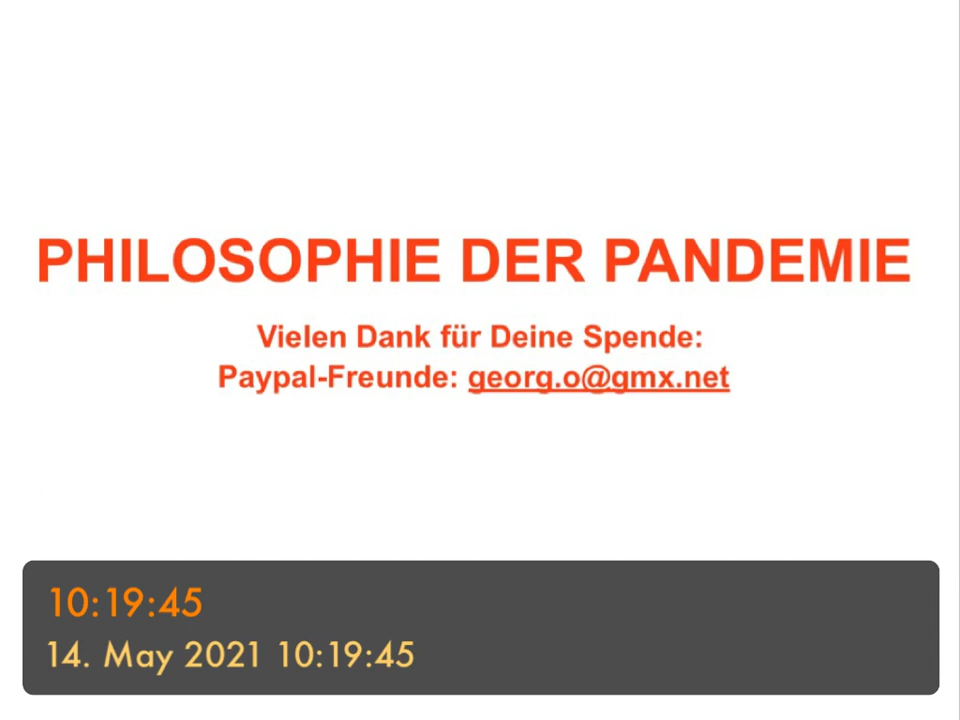 PHILOSOPHIE DER PANDEMIE
Vielen Dank für Deine Spende:
Paypal-Freunde: georg.o@gmx.net
10:19:45
14. May 2021 10:19:45